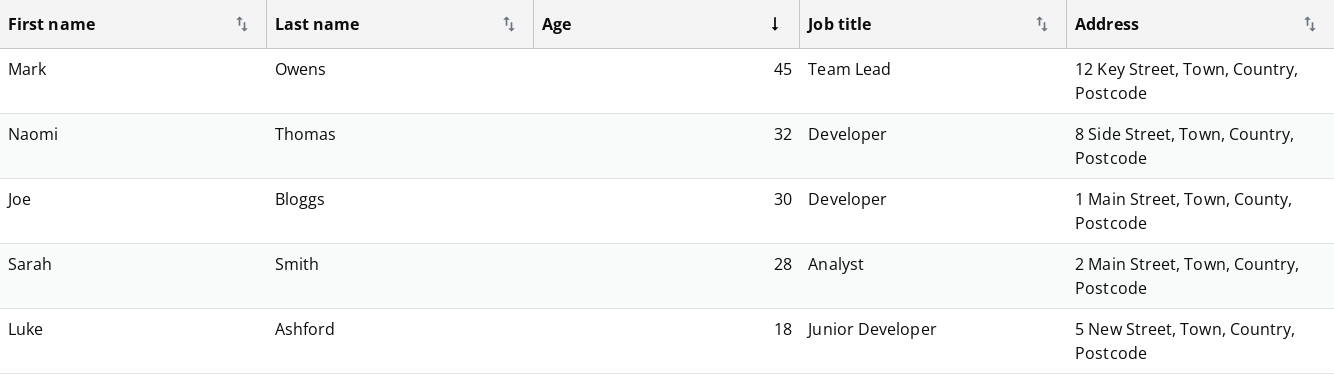 First name Last name Age Job title Address
Mark Owens 45 Team Lead 12 Key Street, Town, Country,
Postcode
Naomi Thomas 32 Developer 8 Side Street, Town, Country,
Postcode
Joe Bloggs 30 Developer 1 Main Street, Town, County,
Postcode
Sarah Smith 28 Analyst 2 Main Street, Town, Country,
Postcode
Luke Ashford 18 Junior Developer 5 New Street, Town, Country,
Postcode